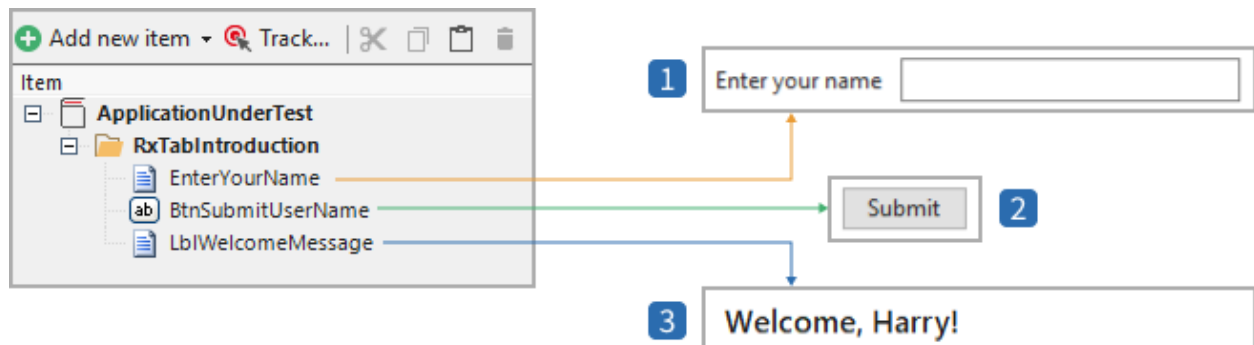 Add new item Track...
Item
ApplicationUnderTest
RxTabIntroduction
EnterYourName
ab BtnSubmitUserName
LblWelcomeMessage
1 Enter your name
Submit 2
3 Welcome, Harry!